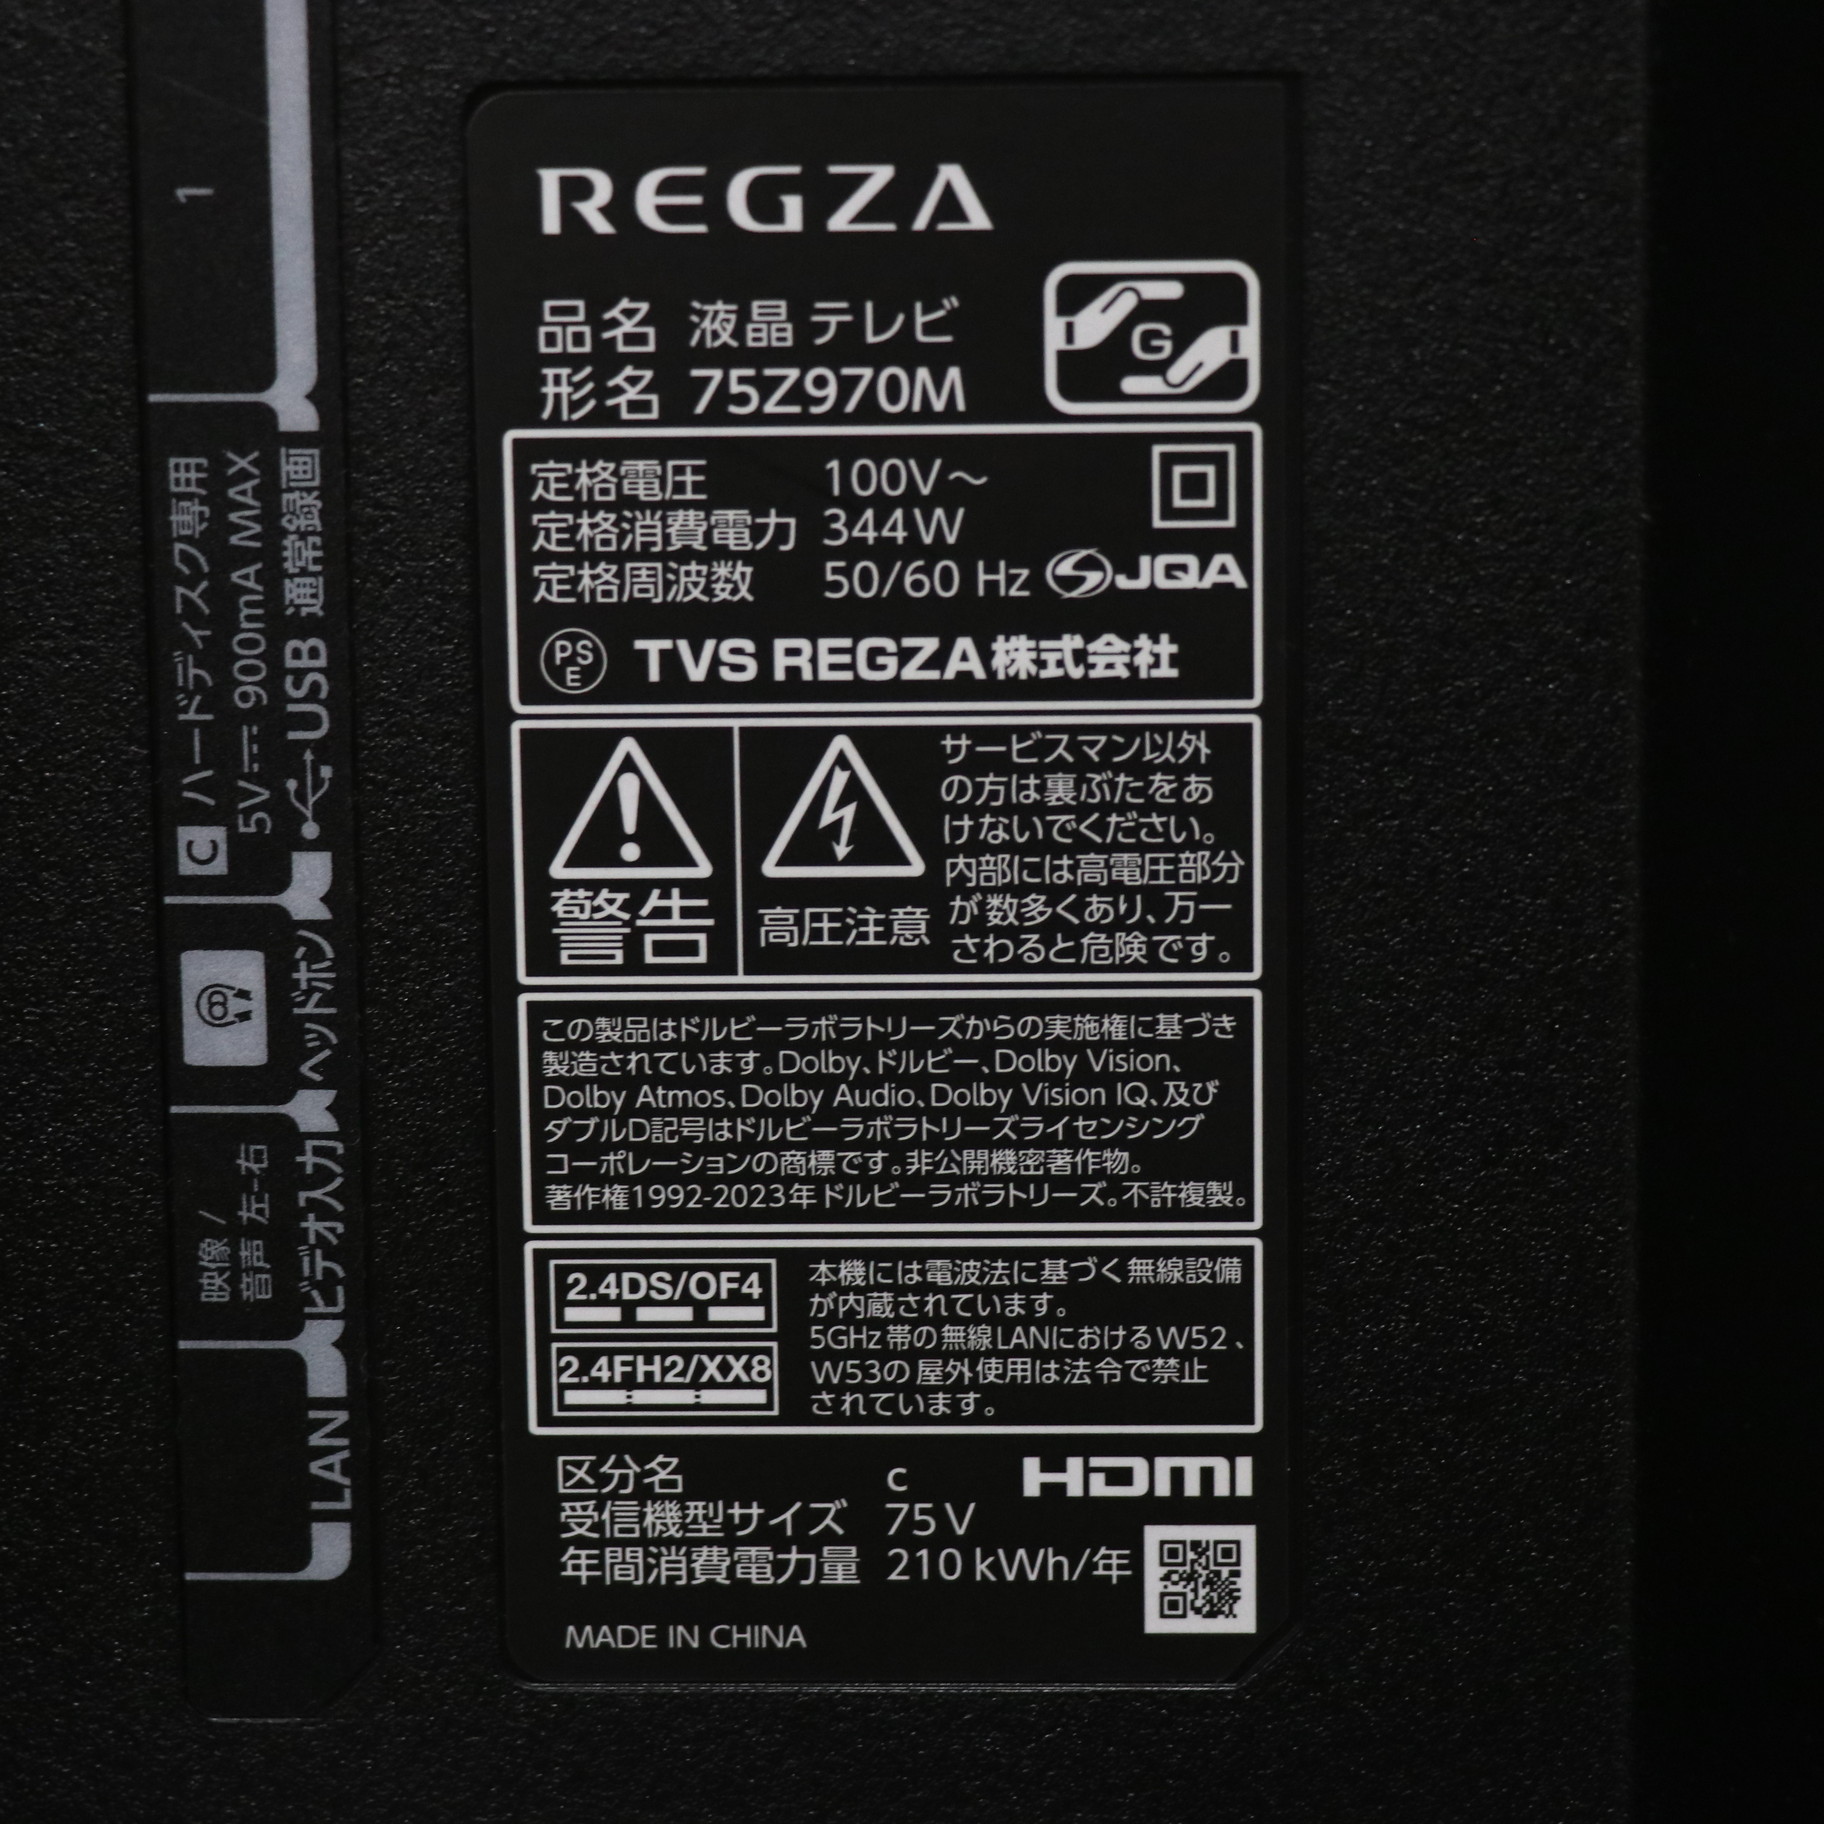 1
C ハードディスク専用
5V⎓900mA MAX
USB 通常録画
ヘッドホン
映像 /
音声 左-右
ビデオ入力
LAN
REGZA
品名 液晶テレビ
形名 75Z970M
G
定格電圧 100V～
定格消費電力 344W
定格周波数 50/60 Hz
JQA
PSE
TVS REGZA株式会社
警告
高圧注意
サービスマン以外
の方は裏ぶたをあ
けないでください。
内部には高電圧部分
が数多くあり、万一
さわると危険です。
この製品はドルビーラボラトリーズからの実施権に基づき
製造されています。Dolby、ドルビー、Dolby Vision、
Dolby Atmos、Dolby Audio、Dolby Vision IQ、及び
ダブルD記号はドルビーラボラトリーズライセンシング
コーポレーションの商標です。非公開機密著作物。
著作権1992-2023年ドルビーラボラトリーズ。不許複製。
2.4DS/OF4
2.4FH2/XX8
本機には電波法に基づく無線設備
が内蔵されています。
5GHz帯の無線LANにおけるW52、
W53の屋外使用は法令で禁止
されています。
区分名 c
HDMI
受信機型サイズ 75V
年間消費電力量 210 kWh/年
MADE IN CHINA